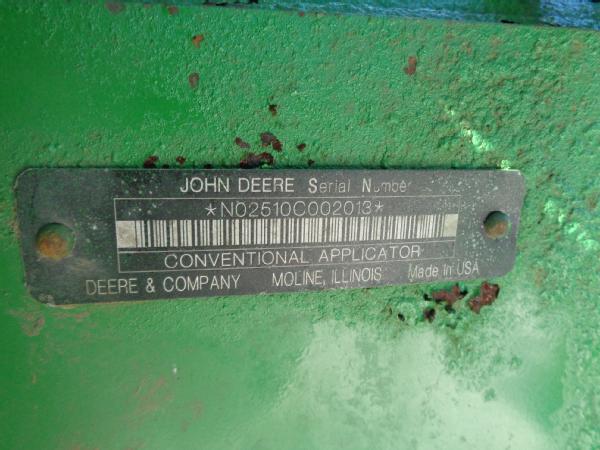 JOHN DEERE Serial Number
*N02510C002013*
CONVENTIONAL APPLICATOR
DEERE & COMPANY MOLINE, ILLINOIS Made In USA